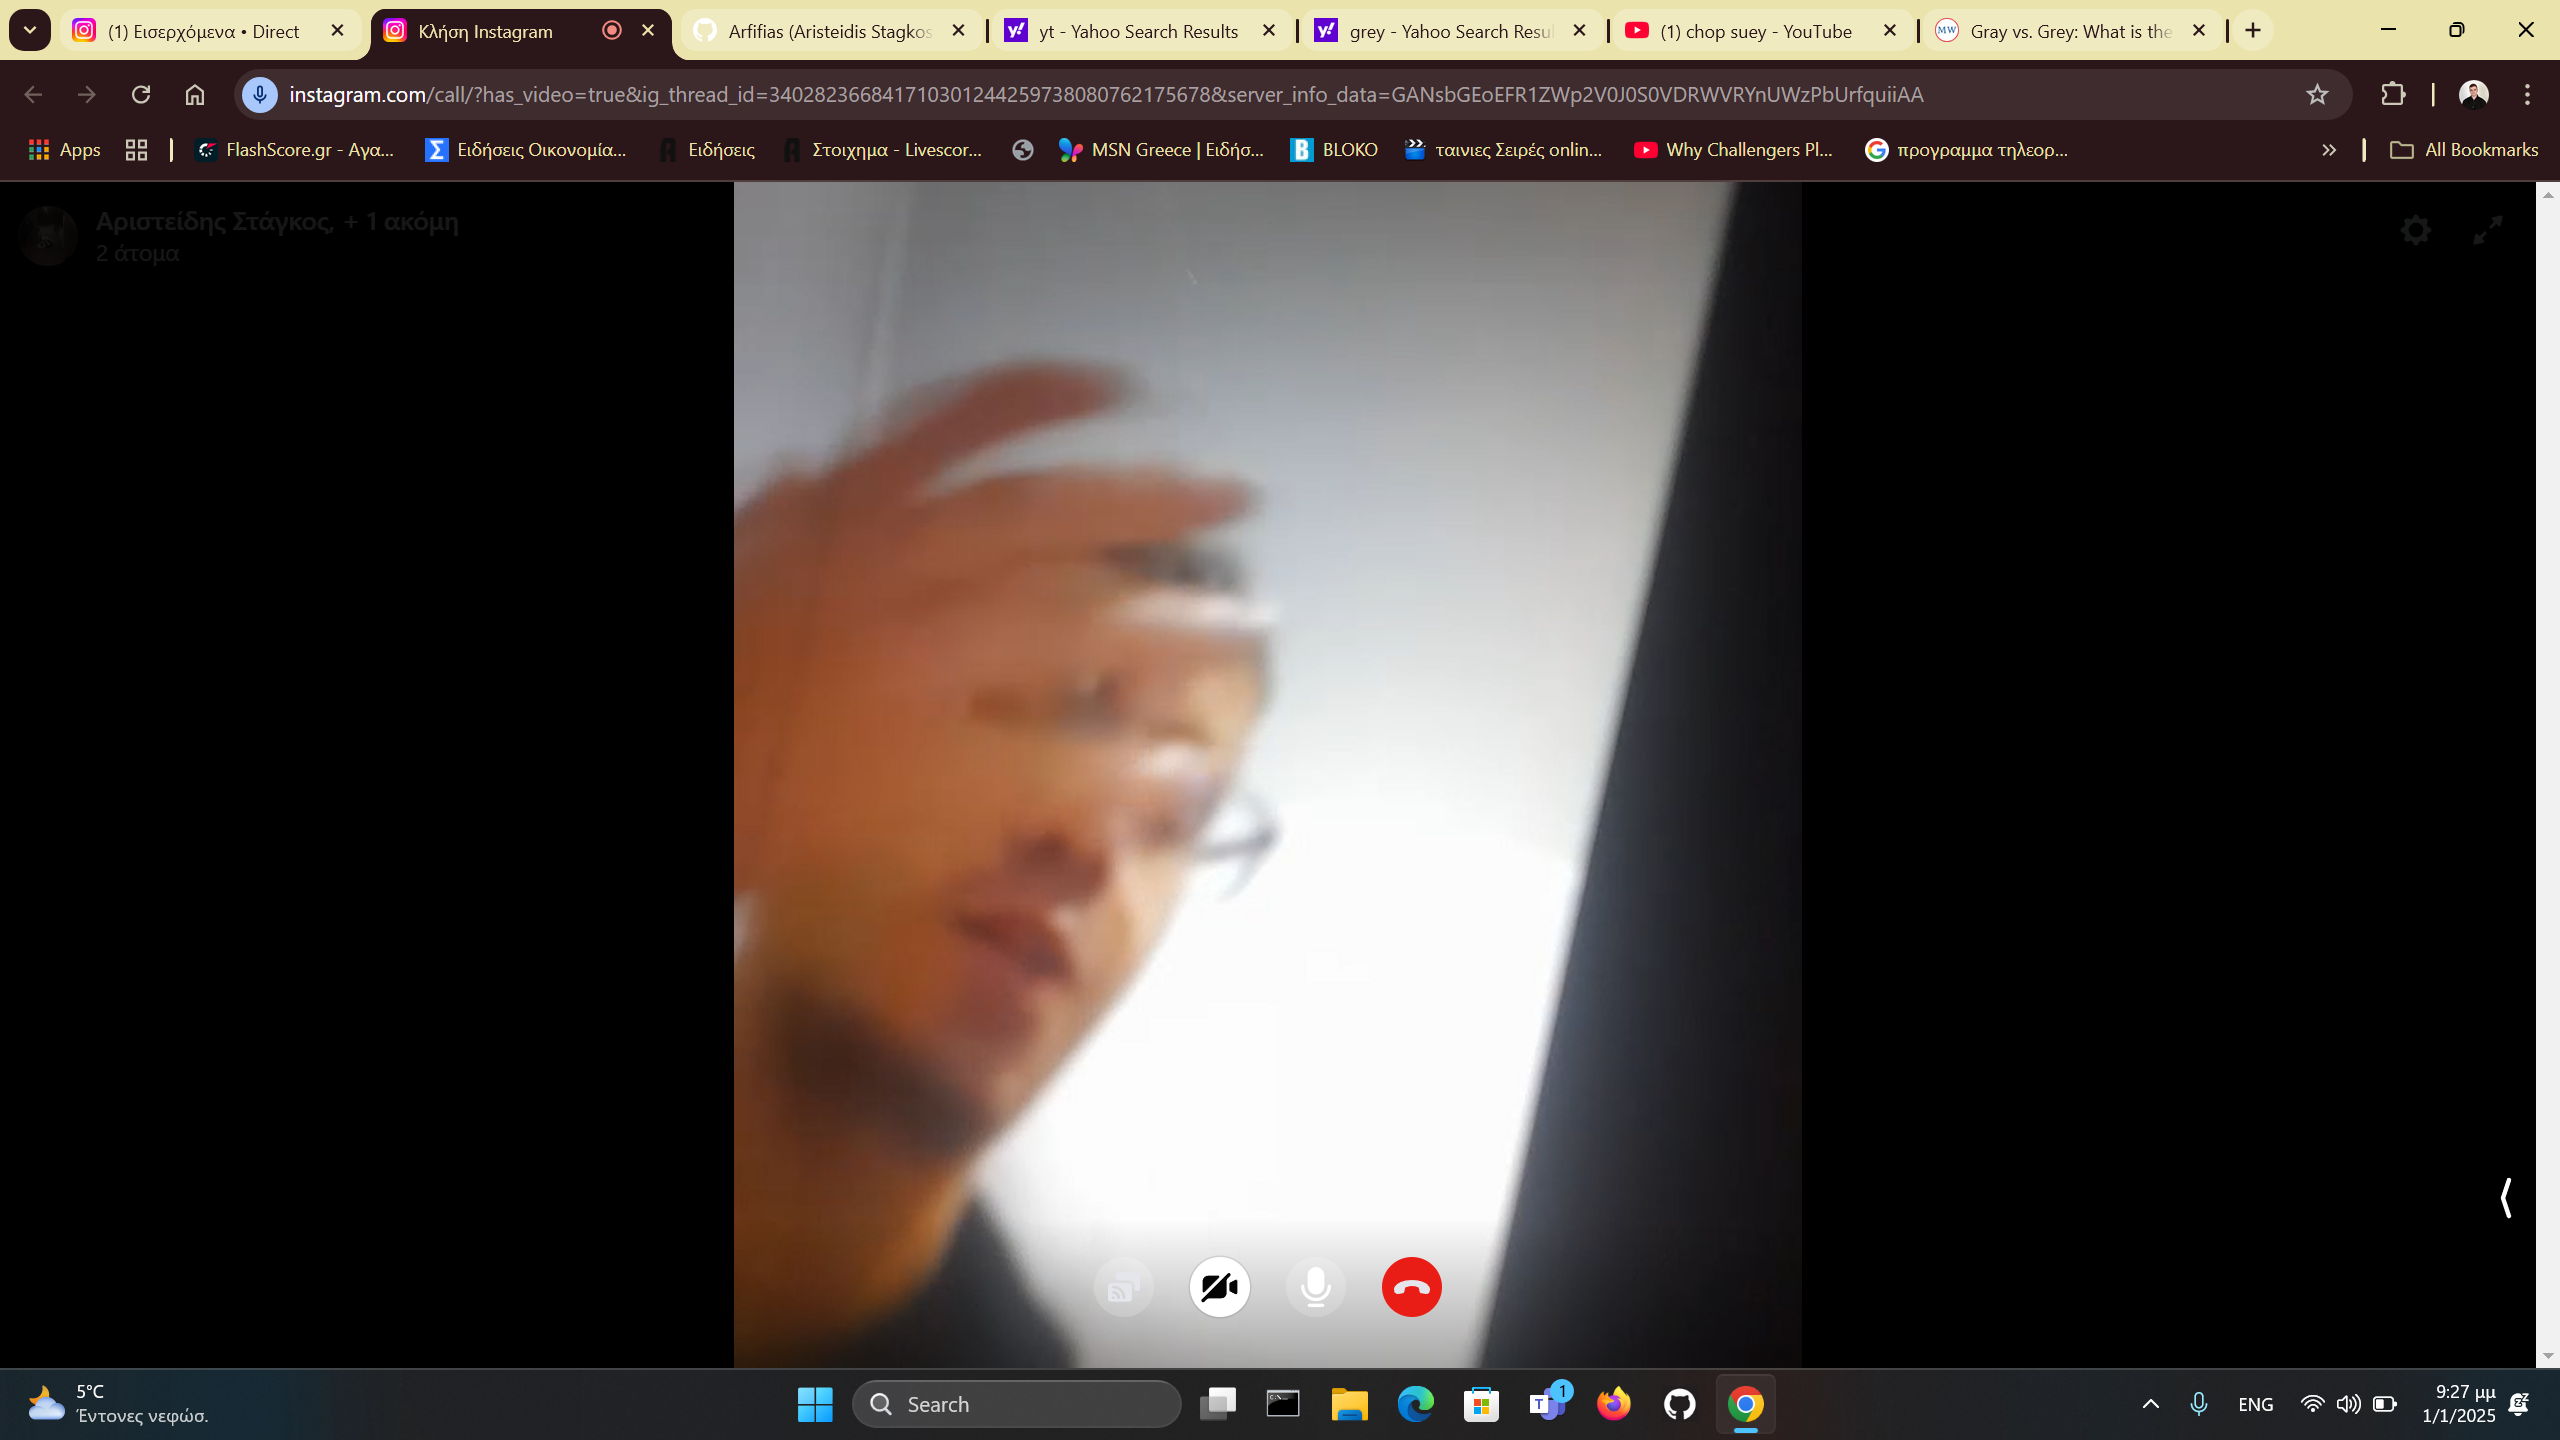 (1) Εισερχόμενα • Direct
Κλήση Instagram
Arfifias (Aristeidis Stagkos
yt - Yahoo Search Results
grey - Yahoo Search Resul
(1) chop suey - YouTube
MW
Gray vs. Grey: What is the
instagram.com/call/?has_video=true&ig_thread_id=340282366841710301244259738080762175678&server_info_data=GANsbGEoEFR1ZWp2V0J0S0VDRWVRYnUWzPbUrfquiiAA
Apps
FlashScore.gr - Αγα...
Ειδήσεις Οικονομία...
Ειδήσεις
Στοιχημα - Livescor...
MSN Greece | Ειδήσ...
BLOKO
ταινιες Σειρές onlin...
Why Challengers Pl...
προγραμμα τηλεορ...
All Bookmarks
Αριστείδης Στάγκος, + 1 ακόμη
2 άτομα
5°C
Έντονες νεφώσ.
Search
1
ENG
9:27 μμ
1/1/2025